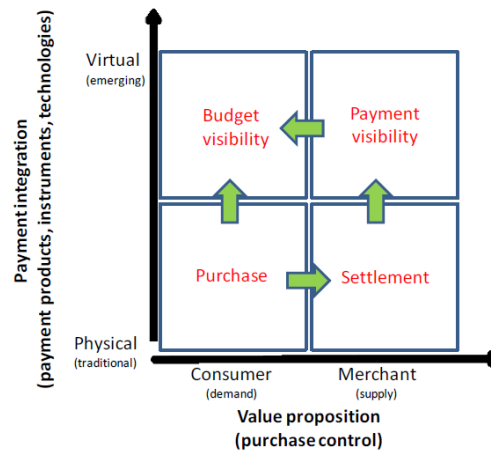 Virtual
(emerging)
Budget
visibility
Payment
visibility
Payment integration
(payment products, instruments, technologies)
Purchase
Settlement
Physical
(traditional)
Consumer
(demand)
Merchant
(supply)
Value proposition
(purchase control)